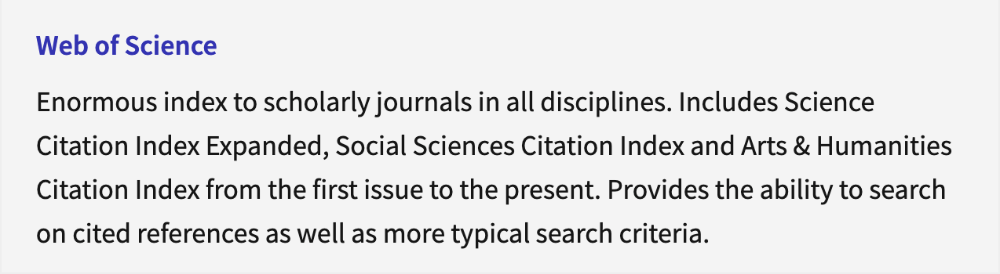 Web of Science
Enormous index to scholarly journals in all disciplines. Includes Science
Citation Index Expanded, Social Sciences Citation Index and Arts & Humanities
Citation Index from the first issue to the present. Provides the ability to search
on cited references as well as more typical search criteria.